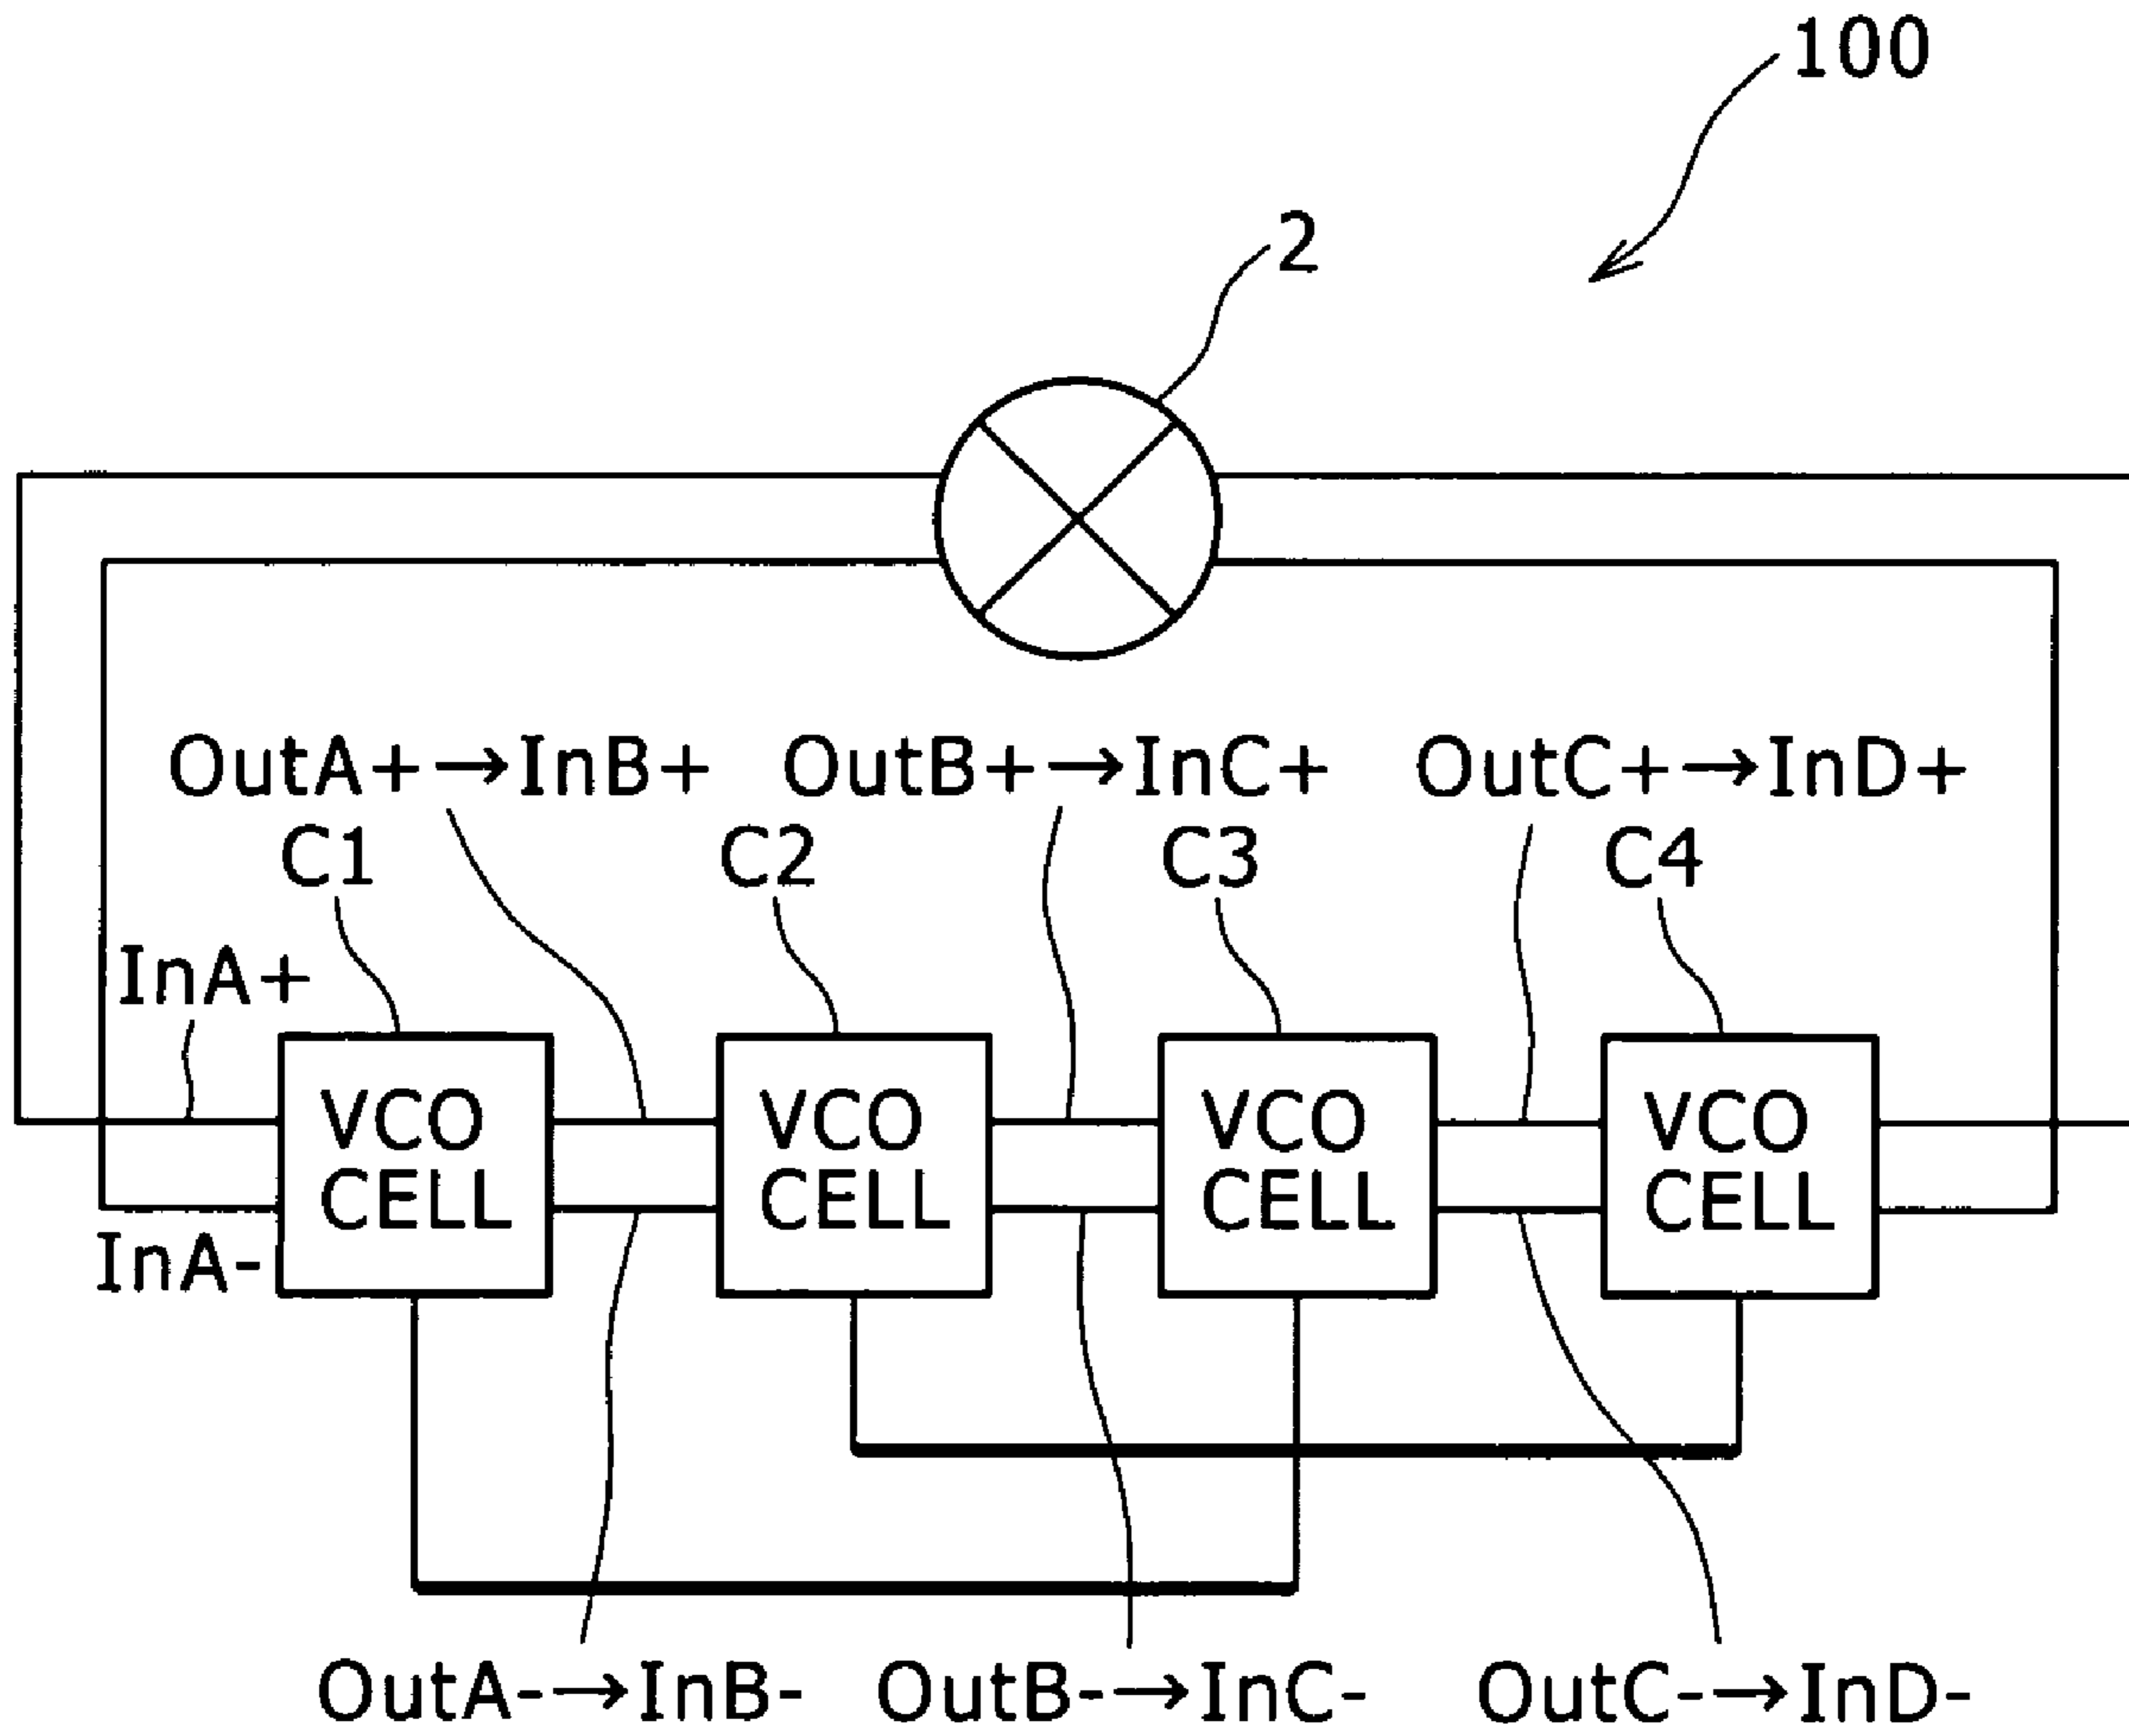 100
2
OutA+→InB+ OutB+→InC+ OutC+→InD+
C1 C2 C3 C4
InA+
VCO CELL
VCO CELL
VCO CELL
VCO CELL
InA-
OutA-→InB- OutB-→InC- OutC-→InD-